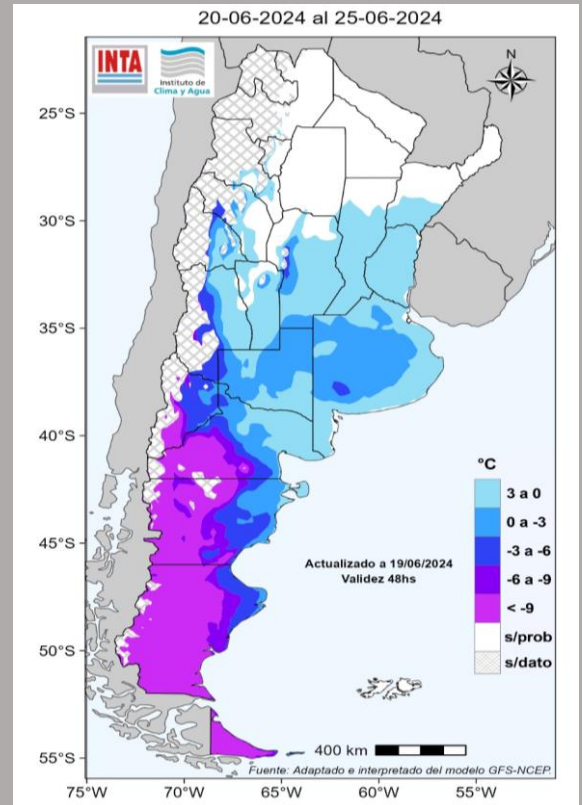 20-06-2024 al 25-06-2024
INTA
Instituto de
Clima y Agua
N
25°S
30°S
35°S
40°S
45°S
50°S
55°S
°C
3 a 0
0 a -3
-3 a -6
-6 a -9
< -9
s/prob
s/dato
Actualizado a 19/06/2024
Validez 48hs
400 km
Fuente: Adaptado e interpretado del modelo GFS-NCEP.
75°W
70°W
65°W
60°W
55°W